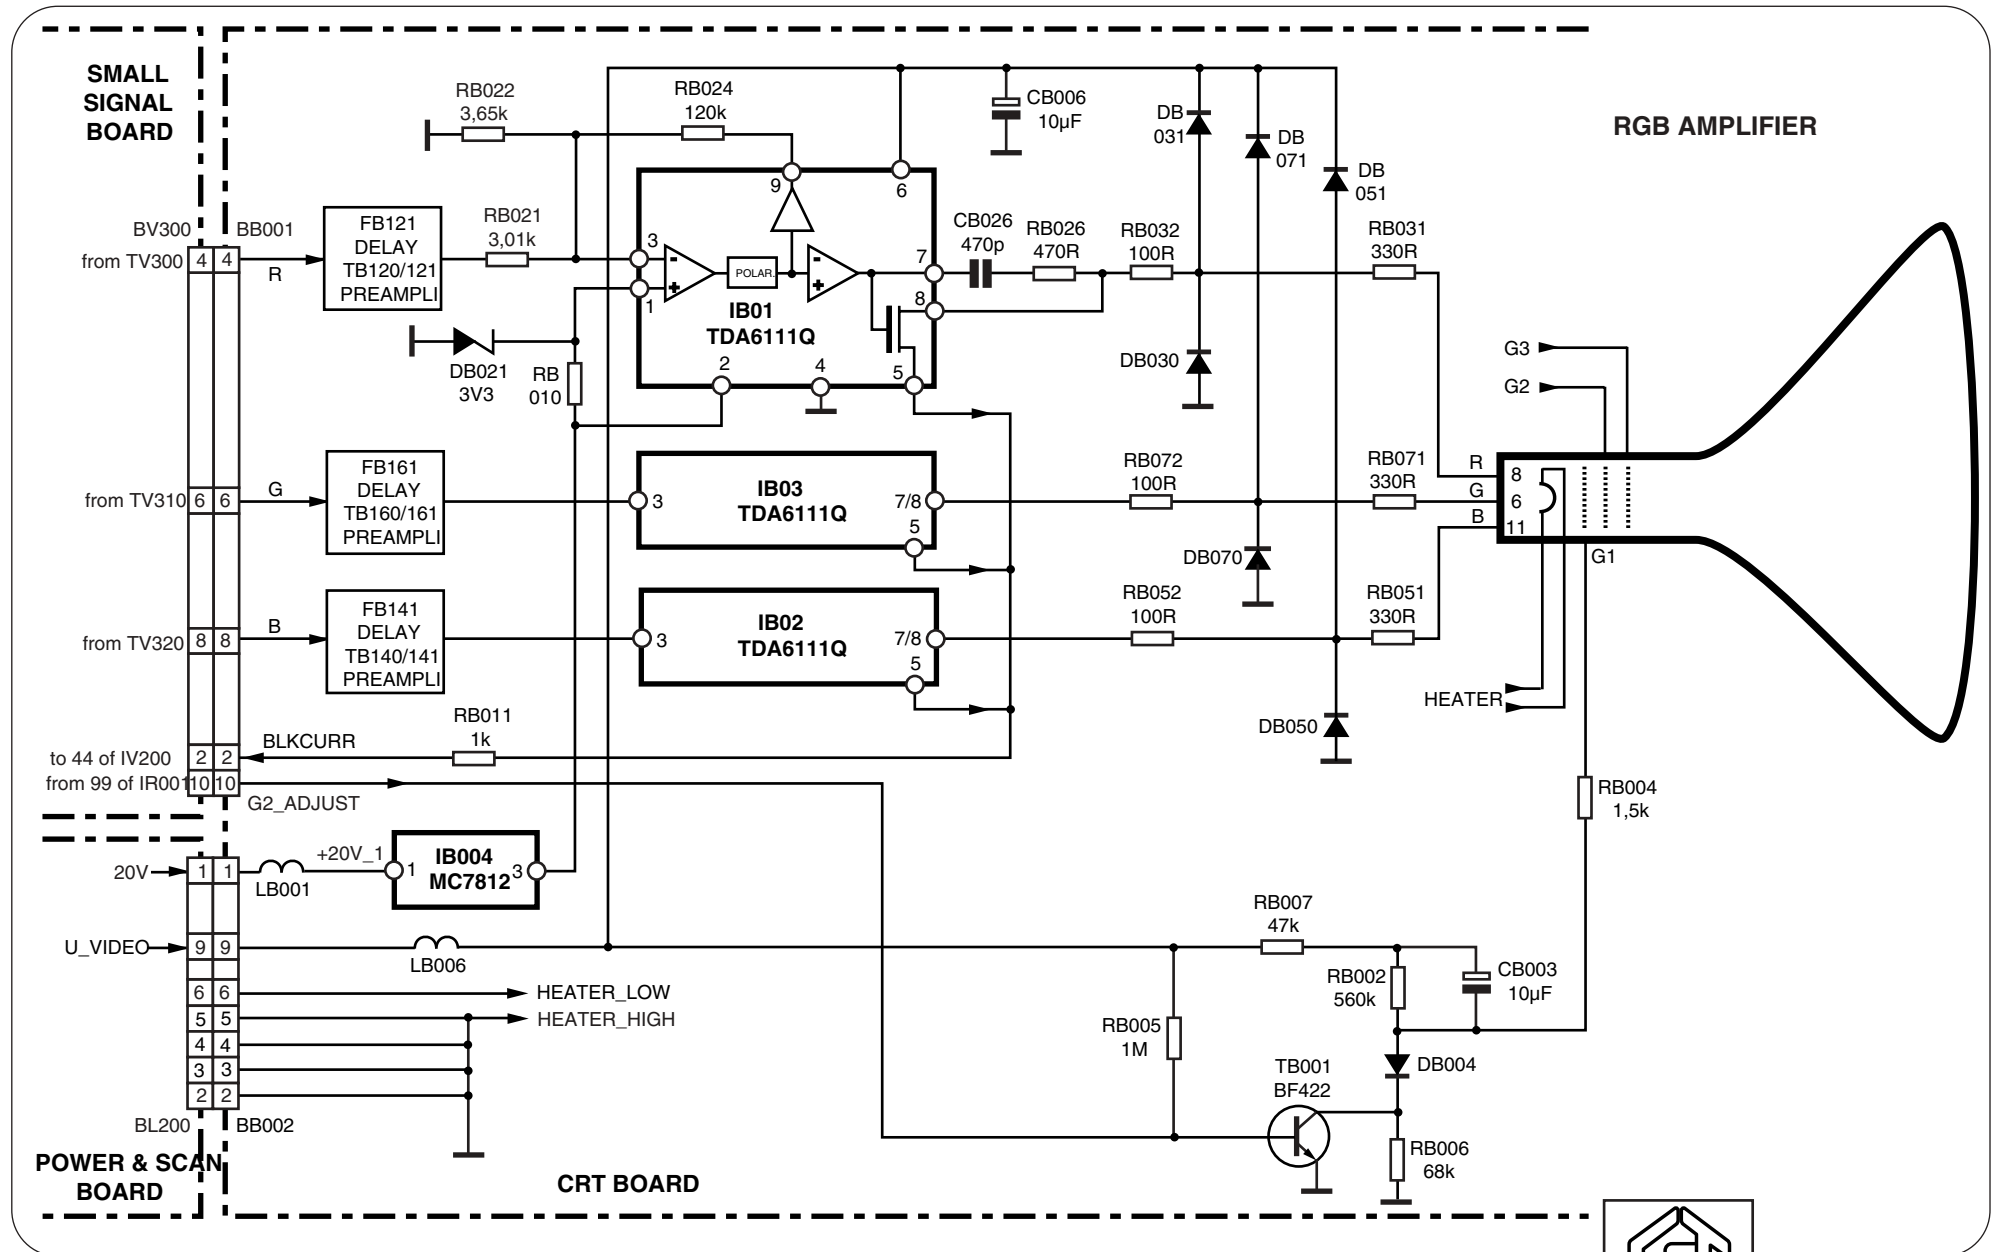 SMALL
SIGNAL
BOARD
RGB AMPLIFIER
RB022
3,65k
RB024
120k
CB006
10µF
DB
031
DB
071
DB
051
9
6
BV300
BB001
from TV300
4
4
R
FB121
DELAY
TB120/121
PREAMPLI
RB021
3,01k
3
-
+
1
POLAR.
-
+
7
8
IB01
TDA6111Q
2
4
5
CB026
470p
RB026
470R
RB032
100R
RB031
330R
DB021
3V3
RB
010
DB030
G3
G2
from TV310
6
6
G
FB161
DELAY
TB160/161
PREAMPLI
3
IB03
TDA6111Q
7/8
5
RB072
100R
RB071
330R
R
G
B
8
6
11
G1
DB070
from TV320
8
8
B
FB141
DELAY
TB140/141
PREAMPLI
3
IB02
TDA6111Q
7/8
5
RB052
100R
RB051
330R
HEATER
DB050
RB011
1k
to 44 of IV200
2
2
BLKCURR
from 99 of IR001
10
10
G2_ADJUST
RB004
1,5k
20V
1
1
LB001
+20V_1
1
IB004
MC7812
3
U_VIDEO
9
9
LB006
RB007
47k
RB002
560k
CB003
10µF
6
6
HEATER_LOW
5
5
HEATER_HIGH
4
4
3
3
2
2
RB005
1M
DB004
TB001
BF422
RB006
68k
BL200
BB002
POWER & SCAN
BOARD
CRT BOARD